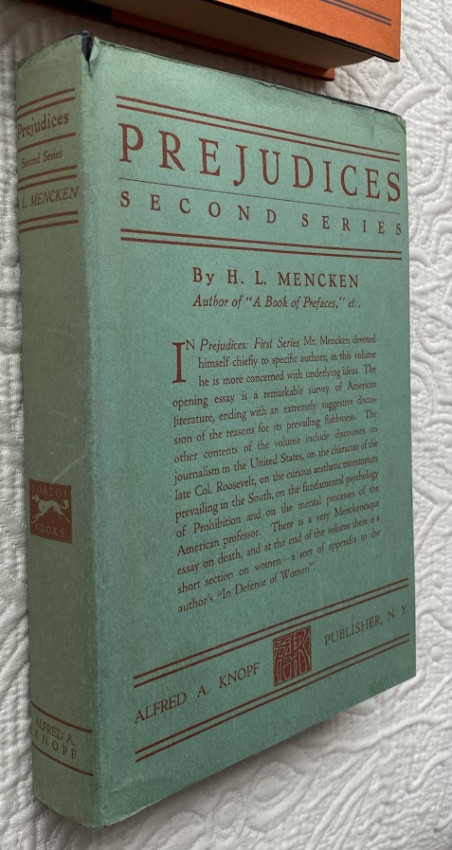 Prejudices
Second Series
L. MENCKEN
BORZOI
BOOKS
ALFRED A.
KNOPF
PREJUDICES
SECOND SERIES
By H. L. MENCKEN
Author of "A Book of Prefaces," etc.
IN Prejudices: First Series Mr. Mencken devoted
himself chiefly to specific authors; in this volume
he is more concerned with underlying ideas. The
opening essay is a remarkable survey of American
literature, ending with an extremely suggestive discus-
sion of the reasons for its prevailing flabbiness. The
other contents of the volume include discourses on
journalism in the United States, on the character of the
late Col. Roosevelt, on the curious aesthetic moratorium
prevailing in the South, on the fundamental psychology
of Prohibition and on the mental processes of the
American professor. There is a very Menckenesque
essay on death, and at the end of the volume there is a
short section on women—a sort of appendix to the
author's "In Defense of Women".
ALFRED A. KNOPF PUBLISHER, N. Y.